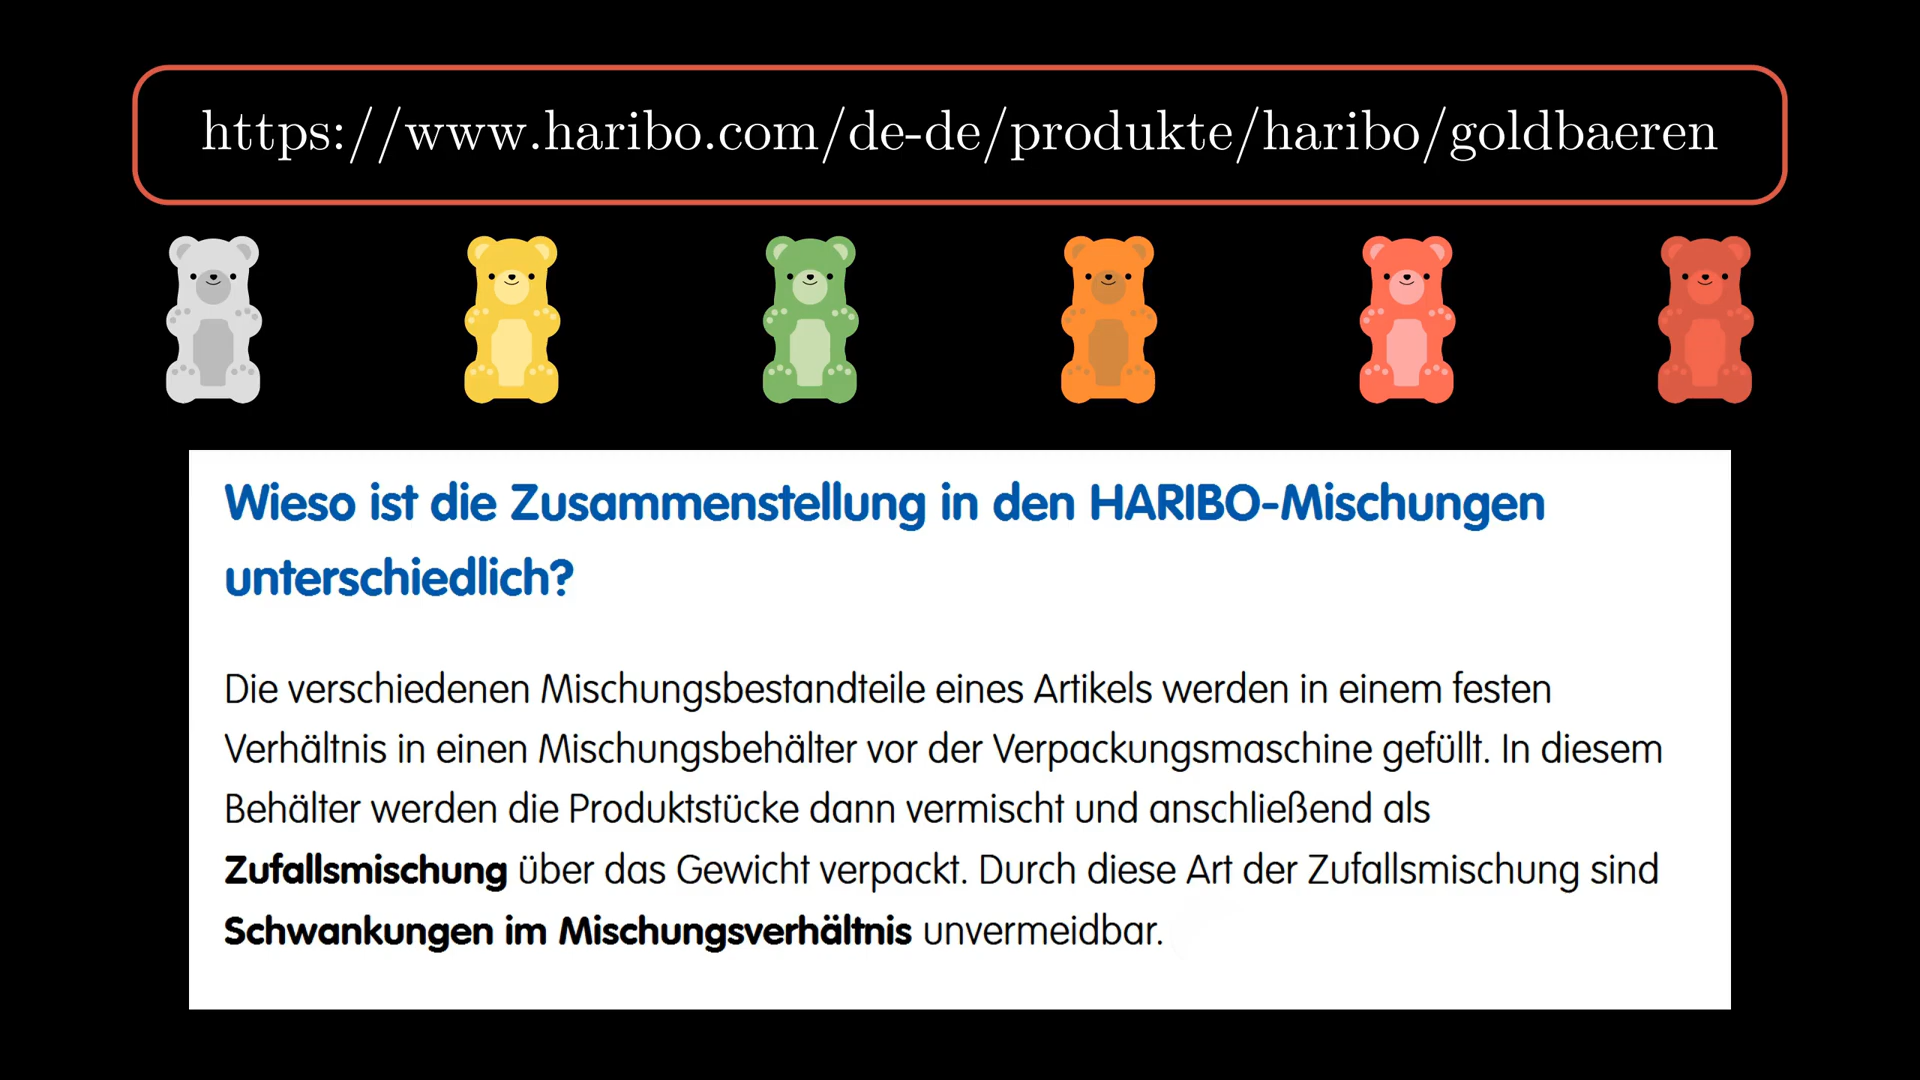 https://www.haribo.com/de-de/produkte/haribo/goldbaeren
Wieso ist die Zusammenstellung in den HARIBO-Mischungen
unterschiedlich?
Die verschiedenen Mischungsbestandteile eines Artikels werden in einem festen
Verhältnis in einen Mischungsbehälter vor der Verpackungsmaschine gefüllt. In diesem
Behälter werden die Produktstücke dann vermischt und anschließend als
Zufallsmischung über das Gewicht verpackt. Durch diese Art der Zufallsmischung sind
Schwankungen im Mischungsverhältnis unvermeidbar.